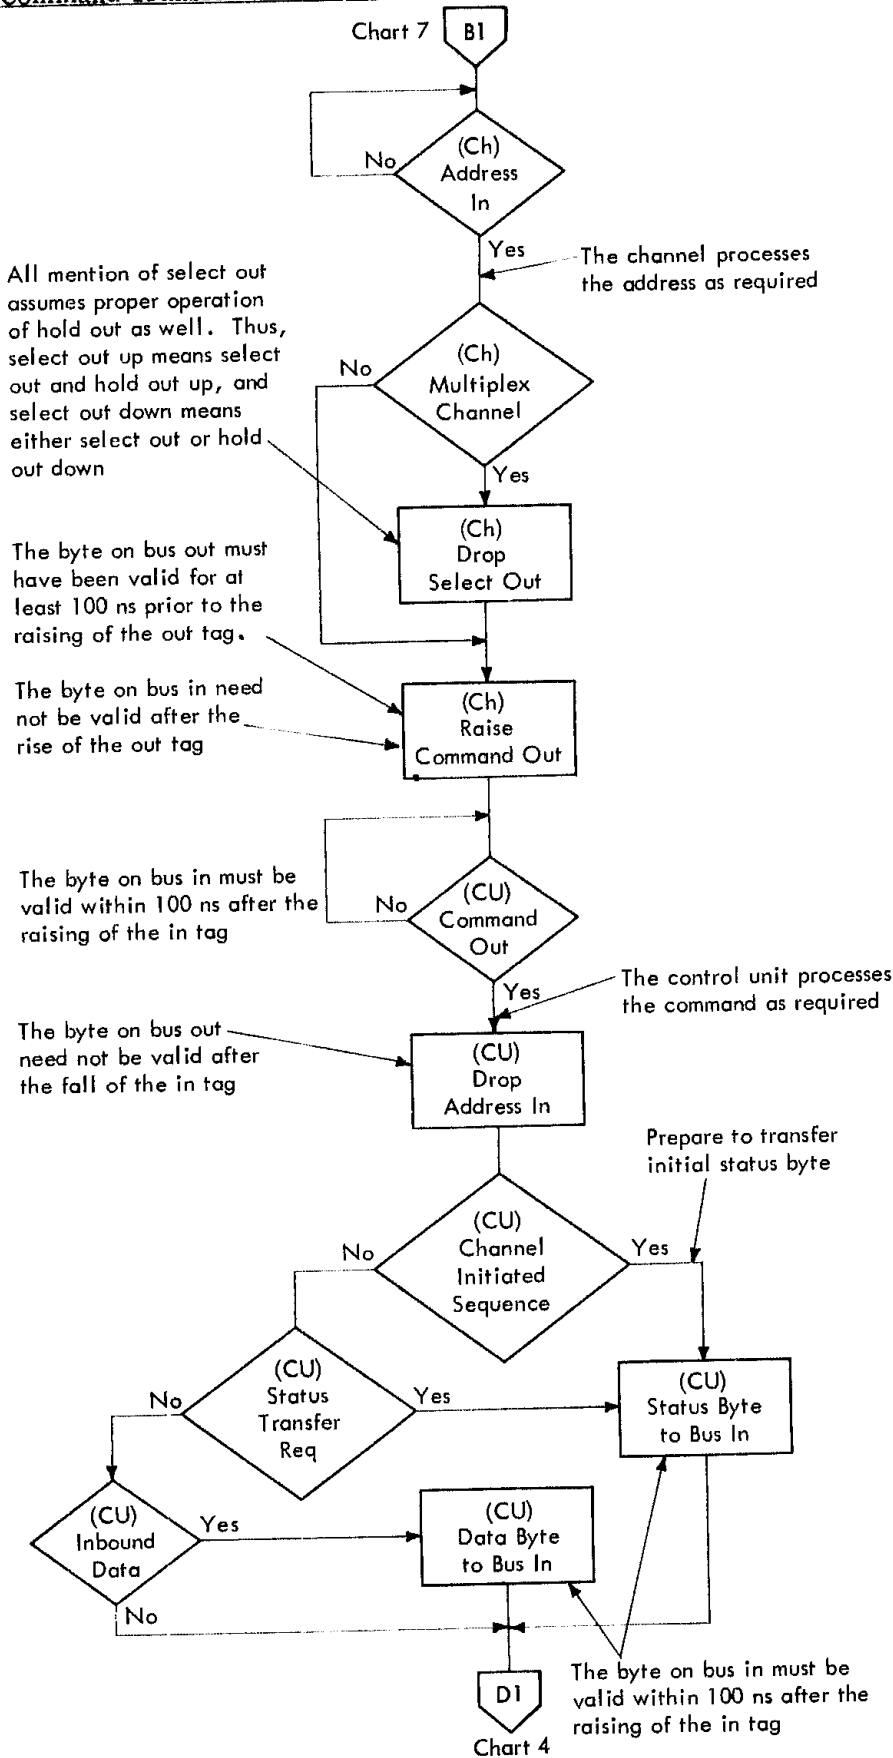 Chart 7
B1
(Ch)
Address
In
No
Yes
The channel processes
the address as required
All mention of select out
assumes proper operation
of hold out as well. Thus,
select out up means select
out and hold out up, and
select out down means
either select out or hold
out down
(Ch)
Multiplex
Channel
No
Yes
(Ch)
Drop
Select Out
The byte on bus out must
have been valid for at
least 100 ns prior to the
raising of the out tag.
The byte on bus in need
not be valid after the
rise of the out tag
(Ch)
Raise
Command Out
The byte on bus in must be
valid within 100 ns after the
raising of the in tag
No
(CU)
Command
Out
Yes
The control unit processes
the command as required
The byte on bus out
need not be valid after
the fall of the in tag
(CU)
Drop
Address In
Prepare to transfer
initial status byte
No
(CU)
Channel
Initiated
Sequence
Yes
No
(CU)
Status
Transfer
Req
Yes
(CU)
Status Byte
to Bus In
(CU)
Inbound
Data
Yes
No
(CU)
Data Byte
to Bus In
D1
Chart 4
The byte on bus in must be
valid within 100 ns after the
raising of the in tag